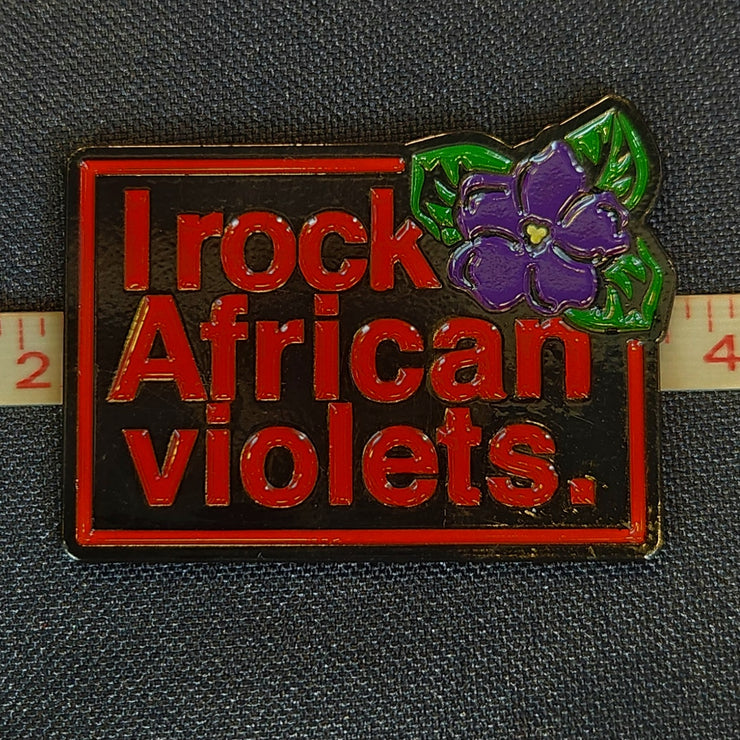 I rock
African
violets.
2
4